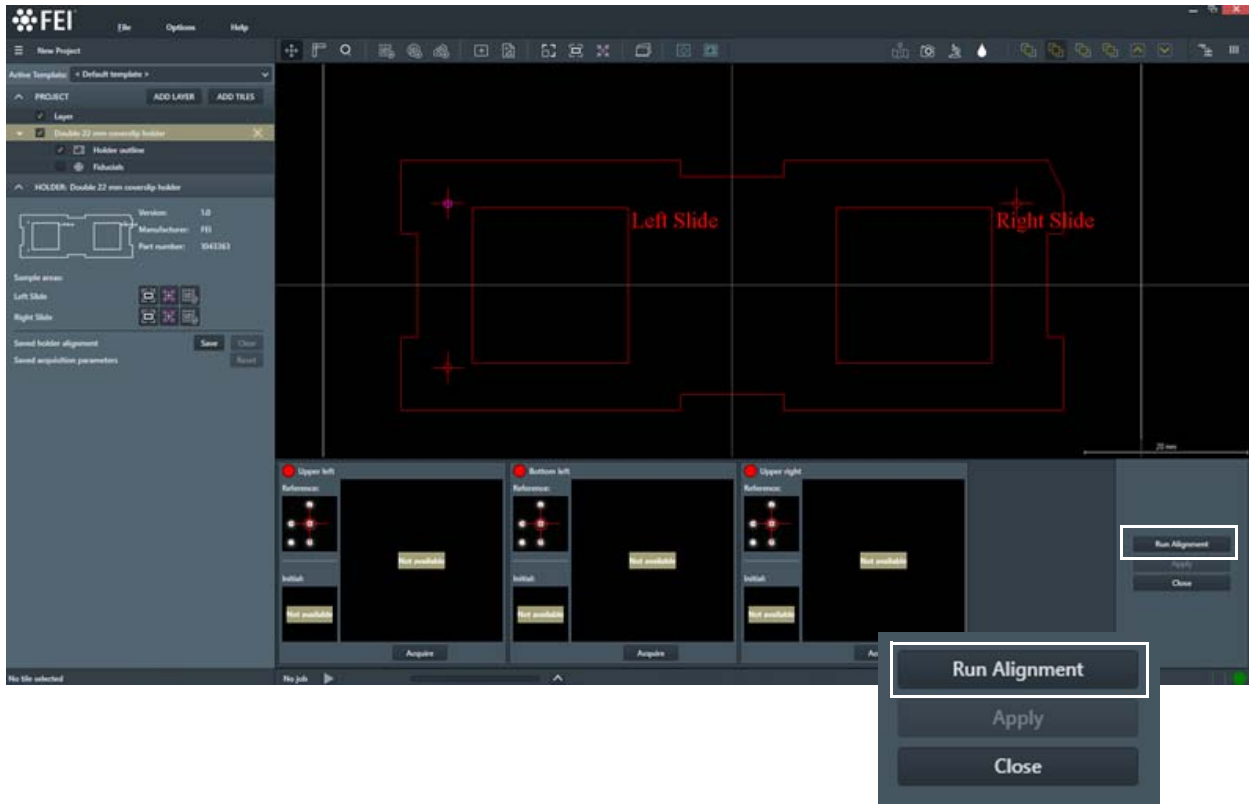 FEI
File Options Help
New Project
Active Template: < Default template >
PROJECT ADD LAYER ADD TILES
Layer
Double 22 mm coverslip holder
Holder outline
Fiducials
HOLDER: Double 22 mm coverslip holder
Version: 1.0
Manufacturer: FEI
Part number: 1043363
Sample areas:
Left Slide
Right Slide
Saved holder alignment Save Clear
Saved acquisition parameters Reset
Left Slide
Right Slide
20 mm
Upper left
Reference:
Not available
Initial:
Not available
Acquire
Bottom left
Reference:
Not available
Initial:
Not available
Acquire
Upper right
Reference:
Not available
Initial:
Not available
Run Alignment
Apply
Close
No tile selected
No job
Run Alignment
Apply
Close